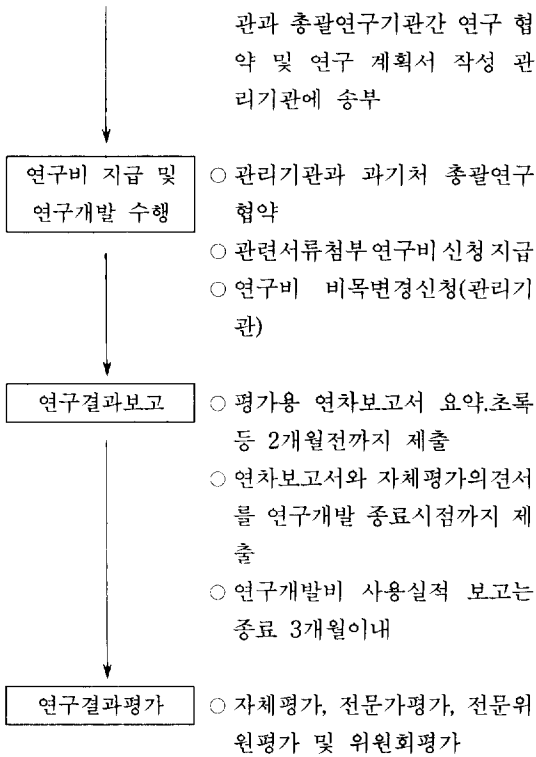 관과 총괄연구기관간 연구 협
약 및 연구 계획서 작성 관
리기관에 송부
연구비 지급 및
연구개발 수행
○ 관리기관과 과기처 총괄연구
협약
○ 관련서류첨부 연구비 신청 지급
○ 연구비 비목변경신청(관리기
관)
연구결과보고
○ 평가용 연차보고서 요약.초록
등 2개월전까지 제출
○ 연차보고서와 자체평가의견서
를 연구개발 종료시점까지 제
출
○ 연구개발비 사용실적 보고는
종료 3개월이내
연구결과평가
○ 자체평가, 전문가평가, 전문위
원평가 및 위원회평가